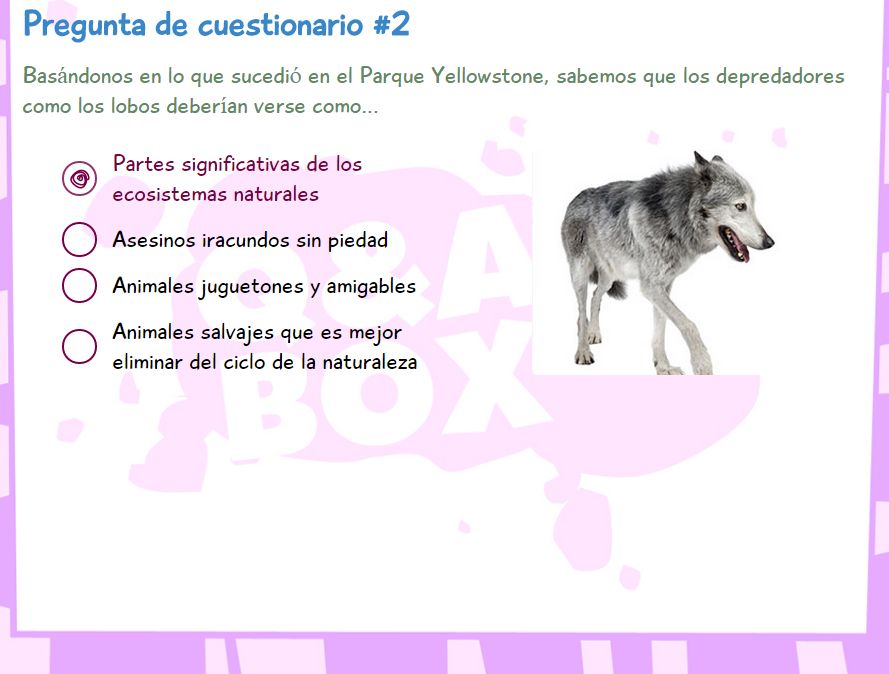 Pregunta de cuestionario #2
Basándonos en lo que sucedió en el Parque Yellowstone, sabemos que los depredadores
como los lobos deberían verse como...
Partes significativas de los
ecosistemas naturales
Asesinos iracundos sin piedad
Animales juguetones y amigables
Animales salvajes que es mejor
eliminar del ciclo de la naturaleza
Q&A
BOX